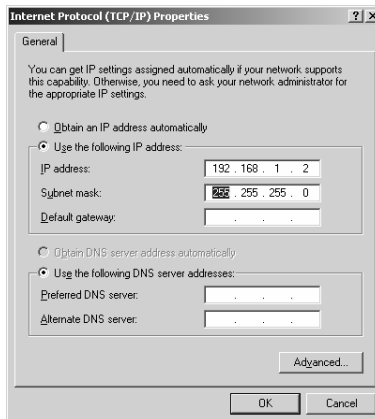 Internet Protocol (TCP/IP) Properties
General
You can get IP settings assigned automatically if your network supports
this capability. Otherwise, you need to ask your network administrator for
the appropriate IP settings.
Obtain an IP address automatically
Use the following IP address:
IP address: 192 . 168 . 1 . 2
Subnet mask: 255 . 255 . 255 . 0
Default gateway: . . .
Obtain DNS server address automatically
Use the following DNS server addresses:
Preferred DNS server: . . .
Alternate DNS server: . . .
Advanced...
OK Cancel